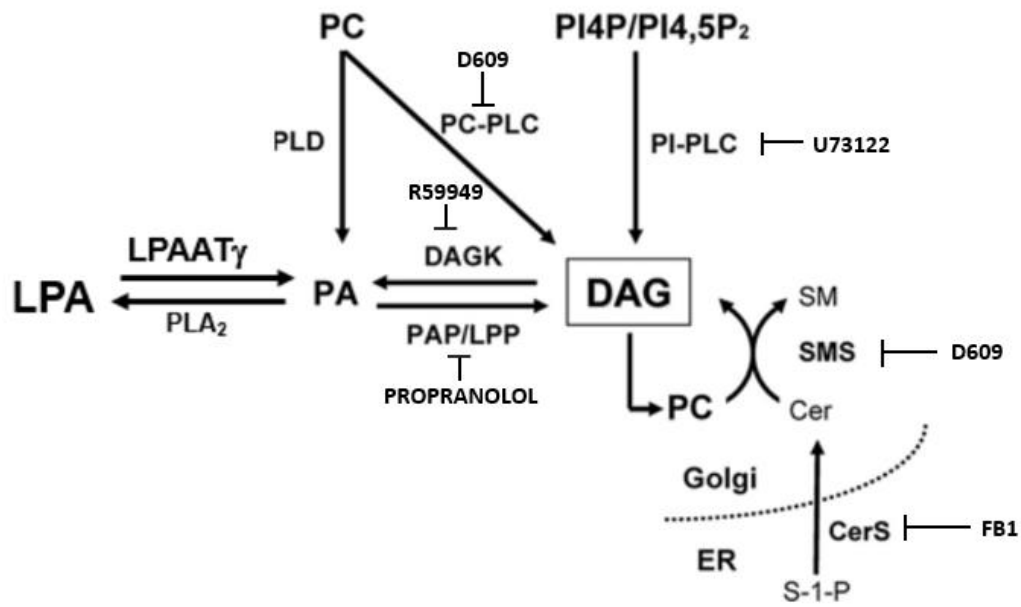 PC
PI4P/PI4,5P₂
D609
PC-PLC
PLD
PI-PLC
U73122
R59949
LPAATγ
DAGK
LPA
PA
DAG
SM
PLA₂
PAP/LPP
SMS
D609
PROPRANOLOL
PC
Cer
Golgi
CerS
FB1
ER
S-1-P